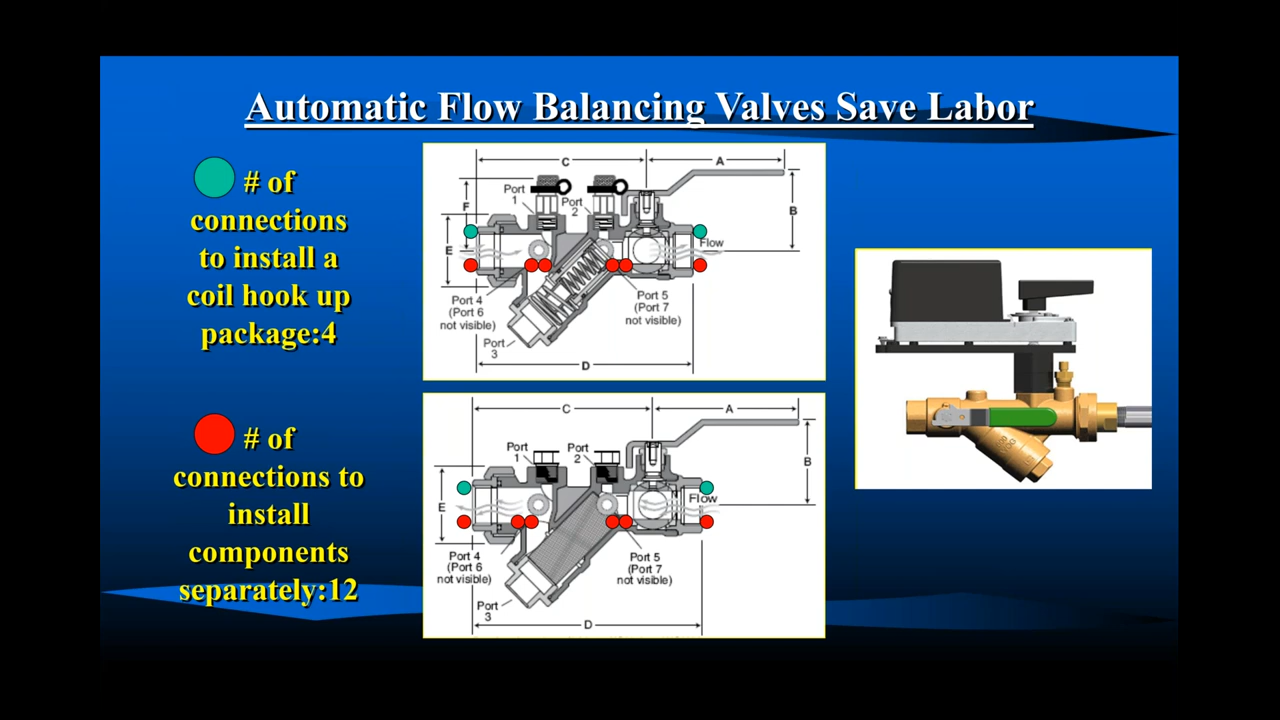 Automatic Flow Balancing Valves Save Labor
# of
connections
to install a
coil hook up
package:4
# of
connections to
install
components
separately:12
C
A
Port
1
Port
2
F
B
E
Flow
Port 4
(Port 6
not visible)
Port 5
(Port 7
not visible)
Port
3
D
C
A
Port
1
Port
2
B
E
Flow
Port 4
(Port 6
not visible)
Port 5
(Port 7
not visible)
Port
3
D